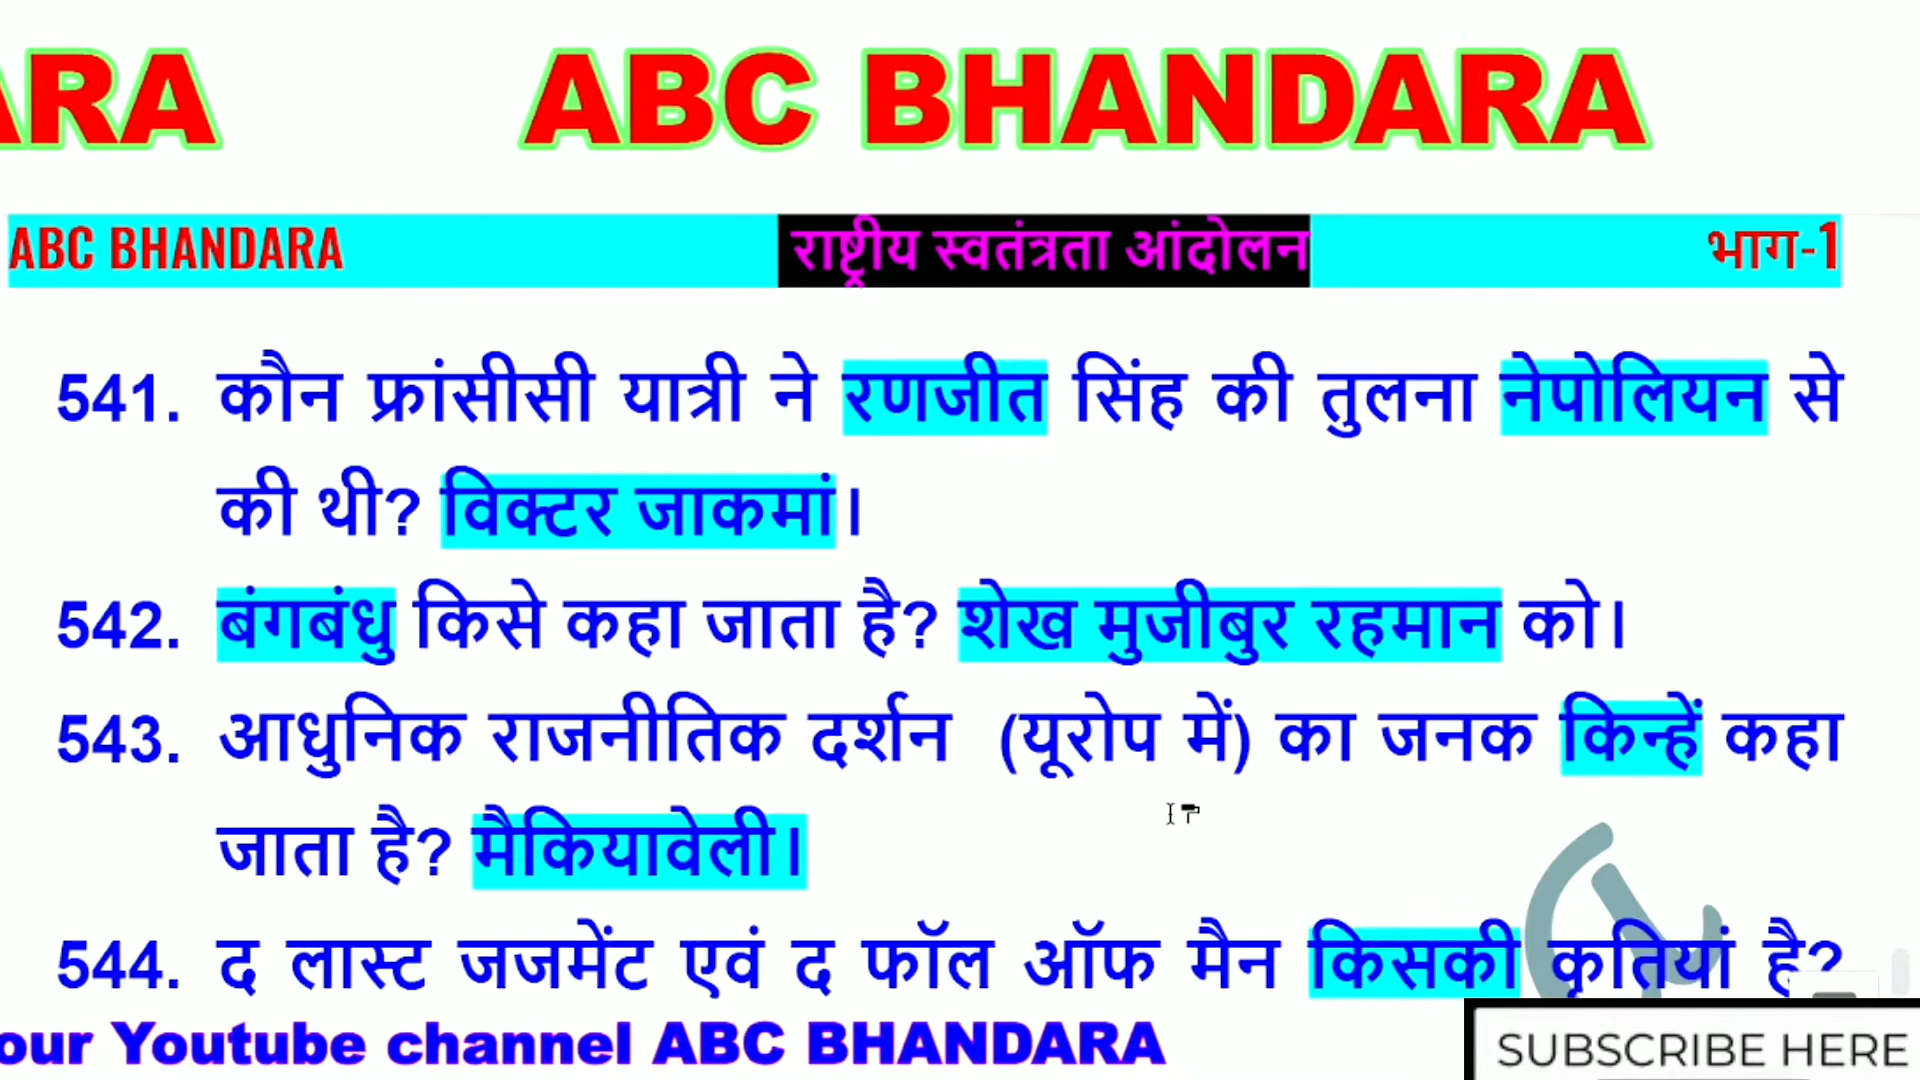 ARA ABC BHANDARA
ABC BHANDARA राष्ट्रीय स्वतंत्रता आंदोलन भाग-1
541. कौन फ्रांसीसी यात्री ने रणजीत सिंह की तुलना नेपोलियन से
की थी? विक्टर जाकमां।
542. बंगबंधु किसे कहा जाता है? शेख मुजीबुर रहमान को।
543. आधुनिक राजनीतिक दर्शन (यूरोप में) का जनक किन्हें कहा
जाता है? मैकियावेली।
544. द लास्ट जजमेंट एवं द फॉल ऑफ मैन किसकी कृतियां है?
our Youtube channel ABC BHANDARA
SUBSCRIBE HERE